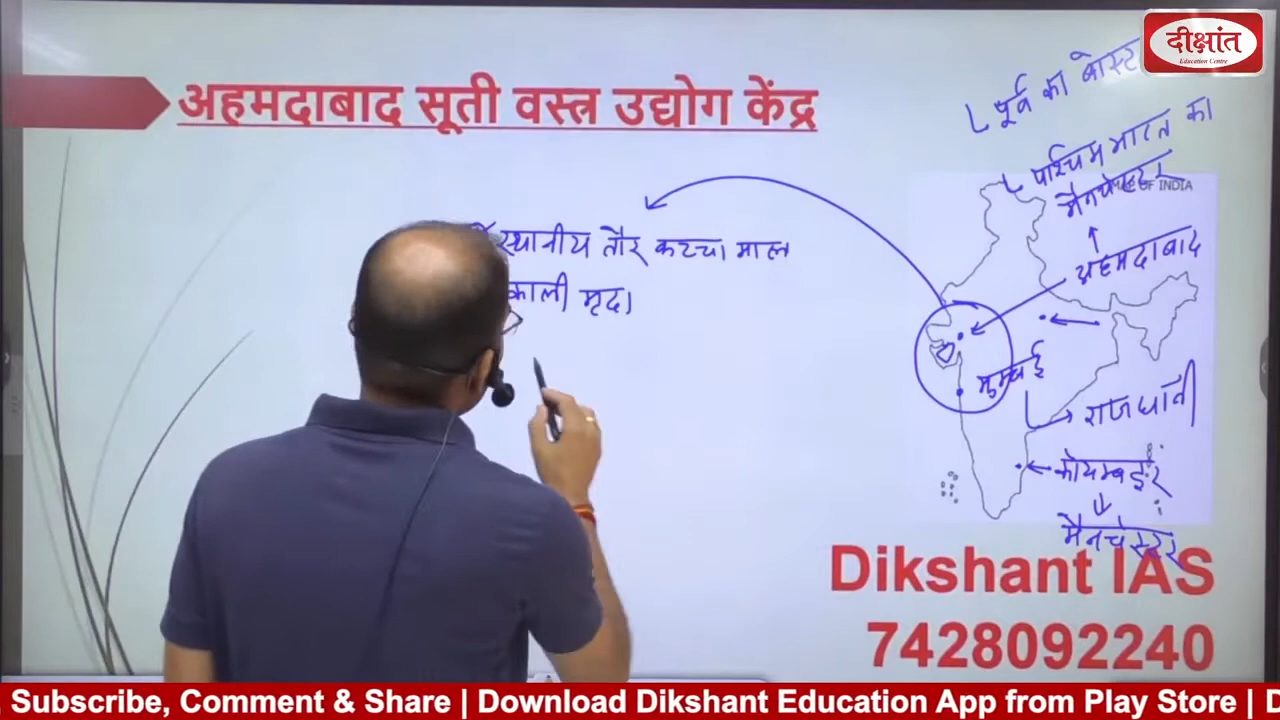 दीक्षांत
Education Centre
अहमदाबाद सूती वस्त्र उद्योग केंद्र
पूर्व का बोस्ट
पश्चिम भारत का
मैनचेस्टर
OF INDIA
अहमदाबाद
स्थानीय तौर कच्चा माल
काली मृदा
मुम्बई
राजधानी
कोयम्बटूर
मैनचेस्टर
Dikshant IAS
7428092240
Subscribe, Comment & Share | Download Dikshant Education App from Play Store | D